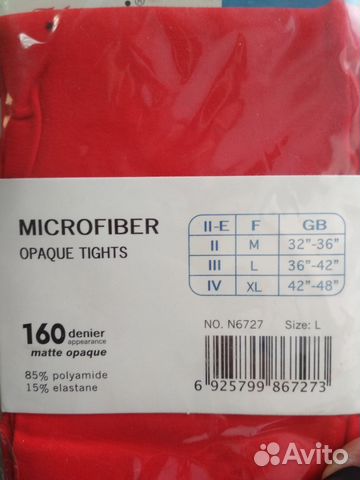 160
MICROFIBER
OPAQUE TIGHTS
II-E F GB
II M 32"-36"
III L 36"-42"
IV XL 42"-48"
NO. N6727 Size: L
160 denier
appearance
matte opaque
85% polyamide
15% elastane
6 925799 867273
Avito